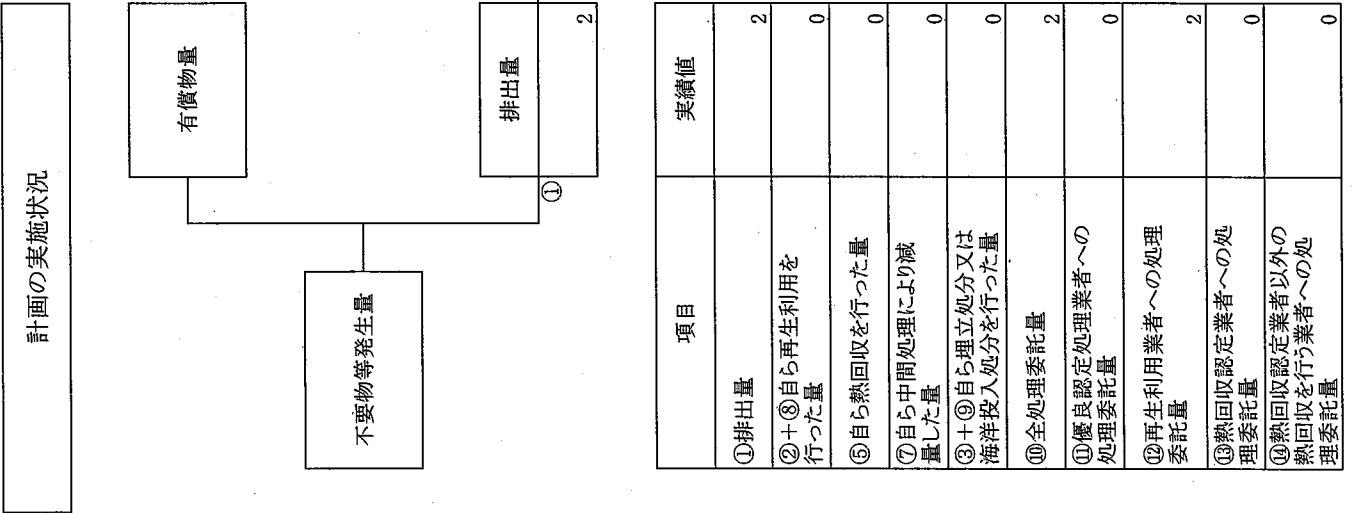 計画の実施状況
有償物量
不要物等発生量
①
排出量
2
項目
実績値
①排出量
2
②+⑧自ら再生利用を
行った量
0
⑤自ら熱回収を行った量
0
⑦自ら中間処理により減
量した量
0
③+⑨自ら埋立処分又は
海洋投入処分を行った量
0
⑩全処理委託量
2
⑪優良認定処理業者への
処理委託量
0
⑫再生利用業者への処理
委託量
2
⑬熱回収認定業者への処
理委託量
0
⑭熱回収認定業者以外の
熱回収を行う業者への処
理委託量
0